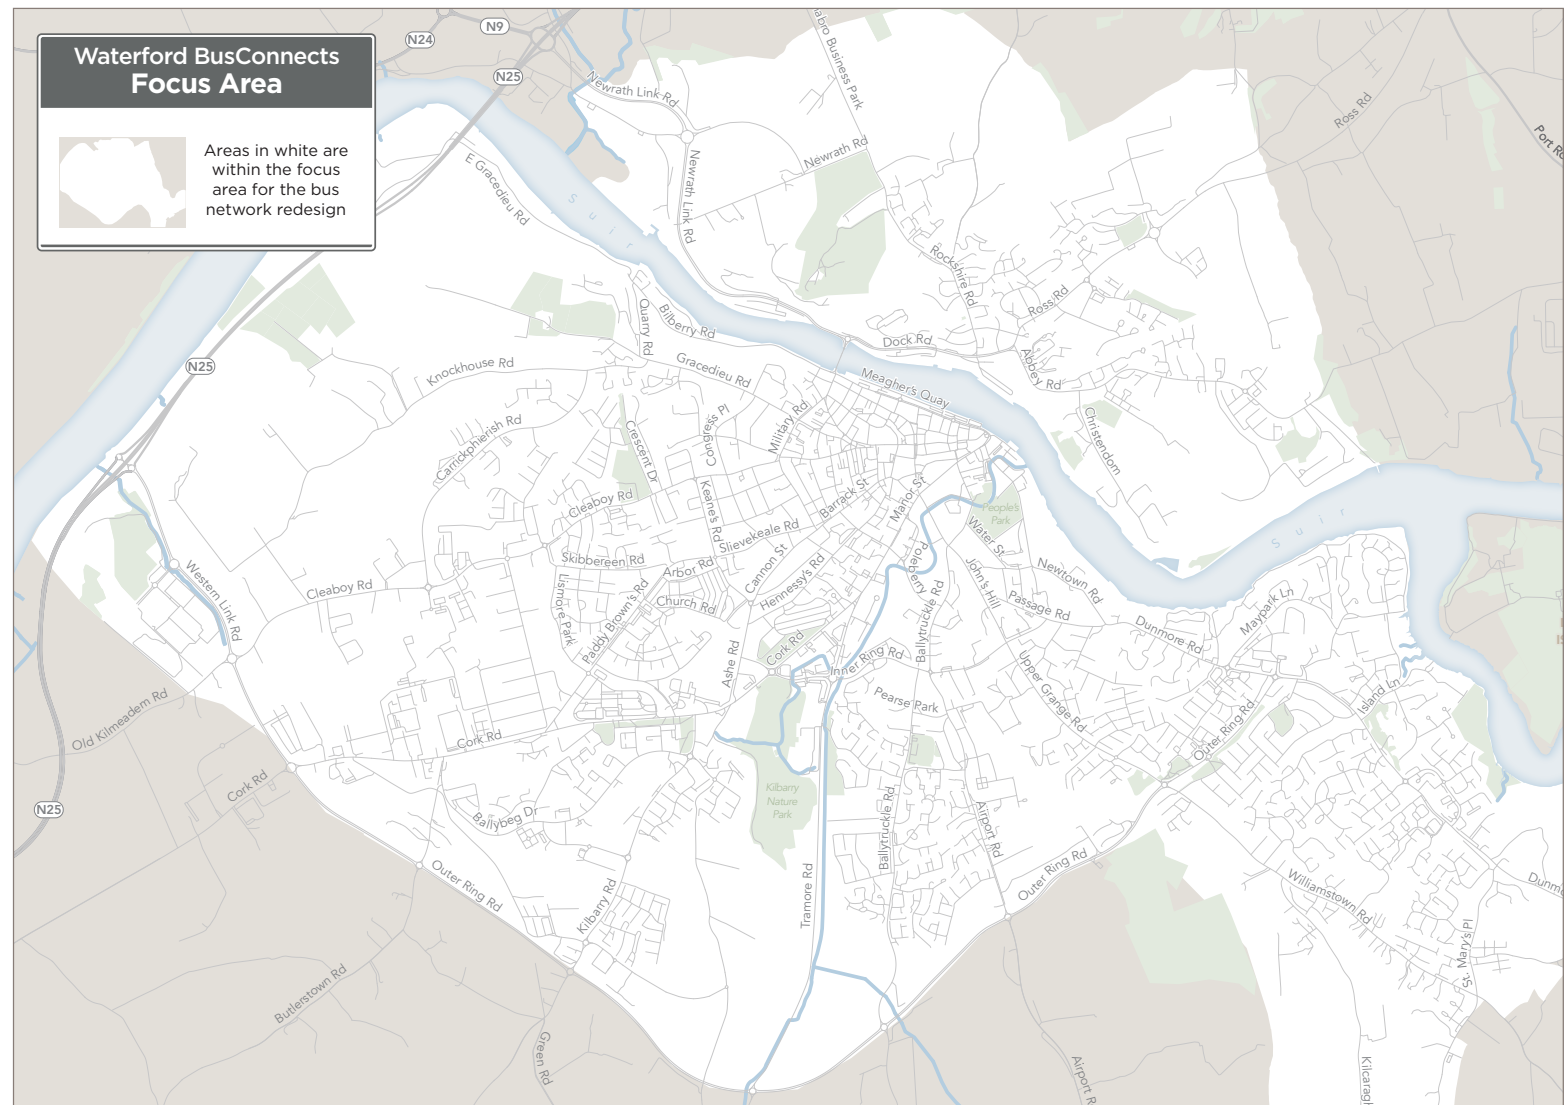 Waterford BusConnects
Focus Area
Areas in white are
within the focus
area for the bus
network redesign
N9
N24
N25
abro Business Park
Newrath Link Rd
Ross Rd
Port Rd
Newrath Rd
E Gracedieu Rd
Newrath Link Rd
Suir
Rockshire Rd
Quarry Rd
Bilberry Rd
Ross Rd
Dock Rd
N25
Knockhouse Rd
Gracedieu Rd
Abbey Rd
Meagher's Quay
Carrickphierish Rd
Crescent Dr
Congress Pl
Military Rd
Christendom
Cleaboy Rd
Keane's Rd
Barrack St
Manor St
People's
Park
Water St
Suir
Slievekeale Rd
Skibbereen Rd
Arbor Rd
Cannon St
Hennessy's Rd
Poleberry
John's Hill
Newtown Rd
Western Link Rd
Cleaboy Rd
Lismore Park
Paddy Brown's Rd
Church Rd
Ballytruckle Rd
Passage Rd
Maypark Ln
Dunmore Rd
Ashe Rd
Cork Rd
Inner Ring Rd
Upper Grange Rd
Pearse Park
Island Ln
Old Kilmeadem Rd
Outer Ring Rd
Cork Rd
Cork Rd
N25
Kilbarry
Nature
Park
Ballybeg Dr
Ballytruckle Rd
Airport Rd
Outer Ring Rd
Outer Ring Rd
Kilbarry Rd
Tramore Rd
Williamstown Rd
Dunmo
St. Mary's Pl
Butlerstown Rd
Green Rd
Airport R
Kilcaragh